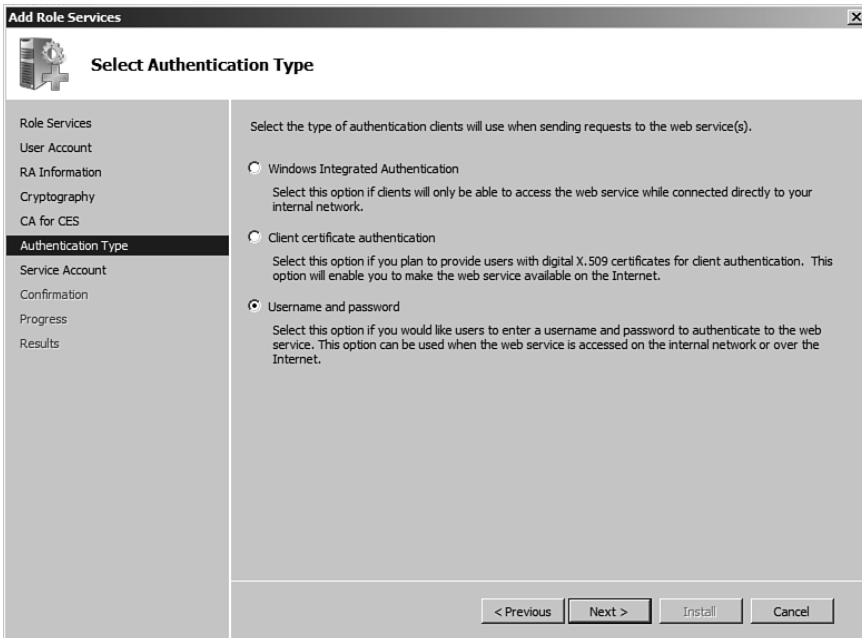 Add Role Services
Select Authentication Type
Role Services
User Account
RA Information
Cryptography
CA for CES
Authentication Type
Service Account
Confirmation
Progress
Results
Select the type of authentication clients will use when sending requests to the web service(s).
Windows Integrated Authentication
Select this option if clients will only be able to access the web service while connected directly to your
internal network.
Client certificate authentication
Select this option if you plan to provide users with digital X.509 certificates for client authentication. This
option will enable you to make the web service available on the Internet.
Username and password
Select this option if you would like users to enter a username and password to authenticate to the web
service. This option can be used when the web service is accessed on the internal network or over the
Internet.
< Previous Next > Install Cancel